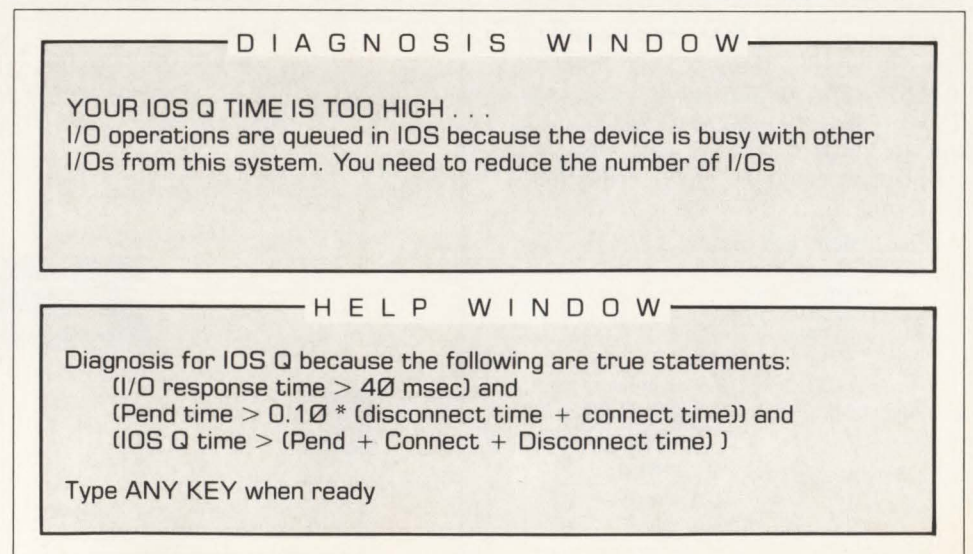 DIAGNOSIS WINDOW
YOUR IOS Q TIME IS TOO HIGH . . .
I/O operations are queued in IOS because the device is busy with other
I/Os from this system. You need to reduce the number of I/Os
HELP WINDOW
Diagnosis for IOS Q because the following are true statements:
(I/O response time > 4Ø msec) and
(Pend time > 0.1Ø * (disconnect time + connect time)) and
(IOS Q time > (Pend + Connect + Disconnect time) )
Type ANY KEY when ready